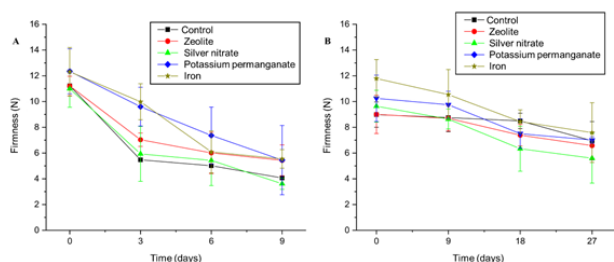 A
Control
Zeolite
Silver nitrate
Potassium permanganate
Iron
Firmness (N)
16
14
12
10
8
6
4
2
0
0 3 6 9
Time (days)
B
Control
Zeolite
Silver nitrate
Potassium permanganate
Iron
Firmness (N)
16
14
12
10
8
6
4
2
0
0 9 18 27
Time (days)